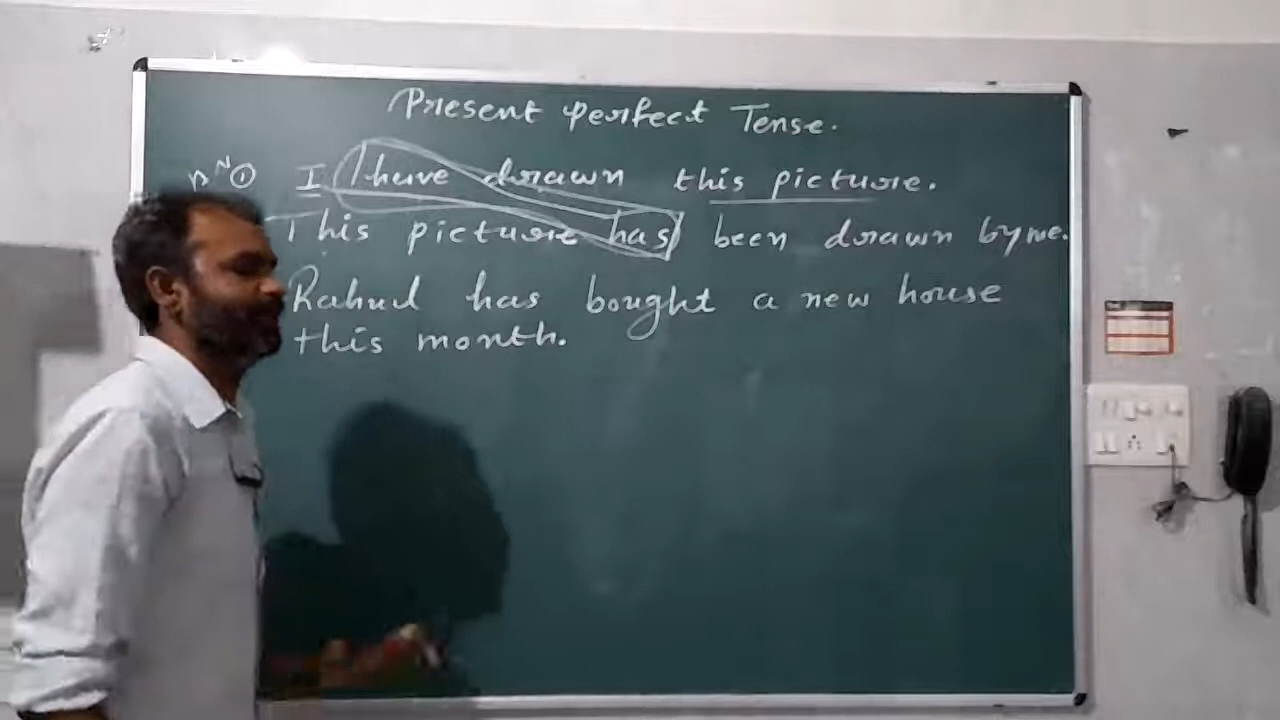 Present perfect Tense.
I have drawn this picture.
This picture has been drawn by me.
Rahul has bought a new house
this month.